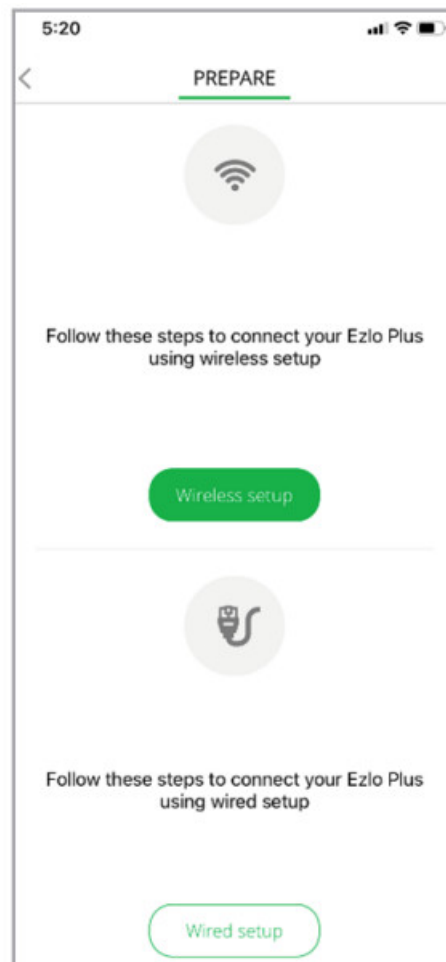 5:20
PREPARE
Follow these steps to connect your Ezlo Plus
using wireless setup
Wireless setup
Follow these steps to connect your Ezlo Plus
using wired setup
Wired setup